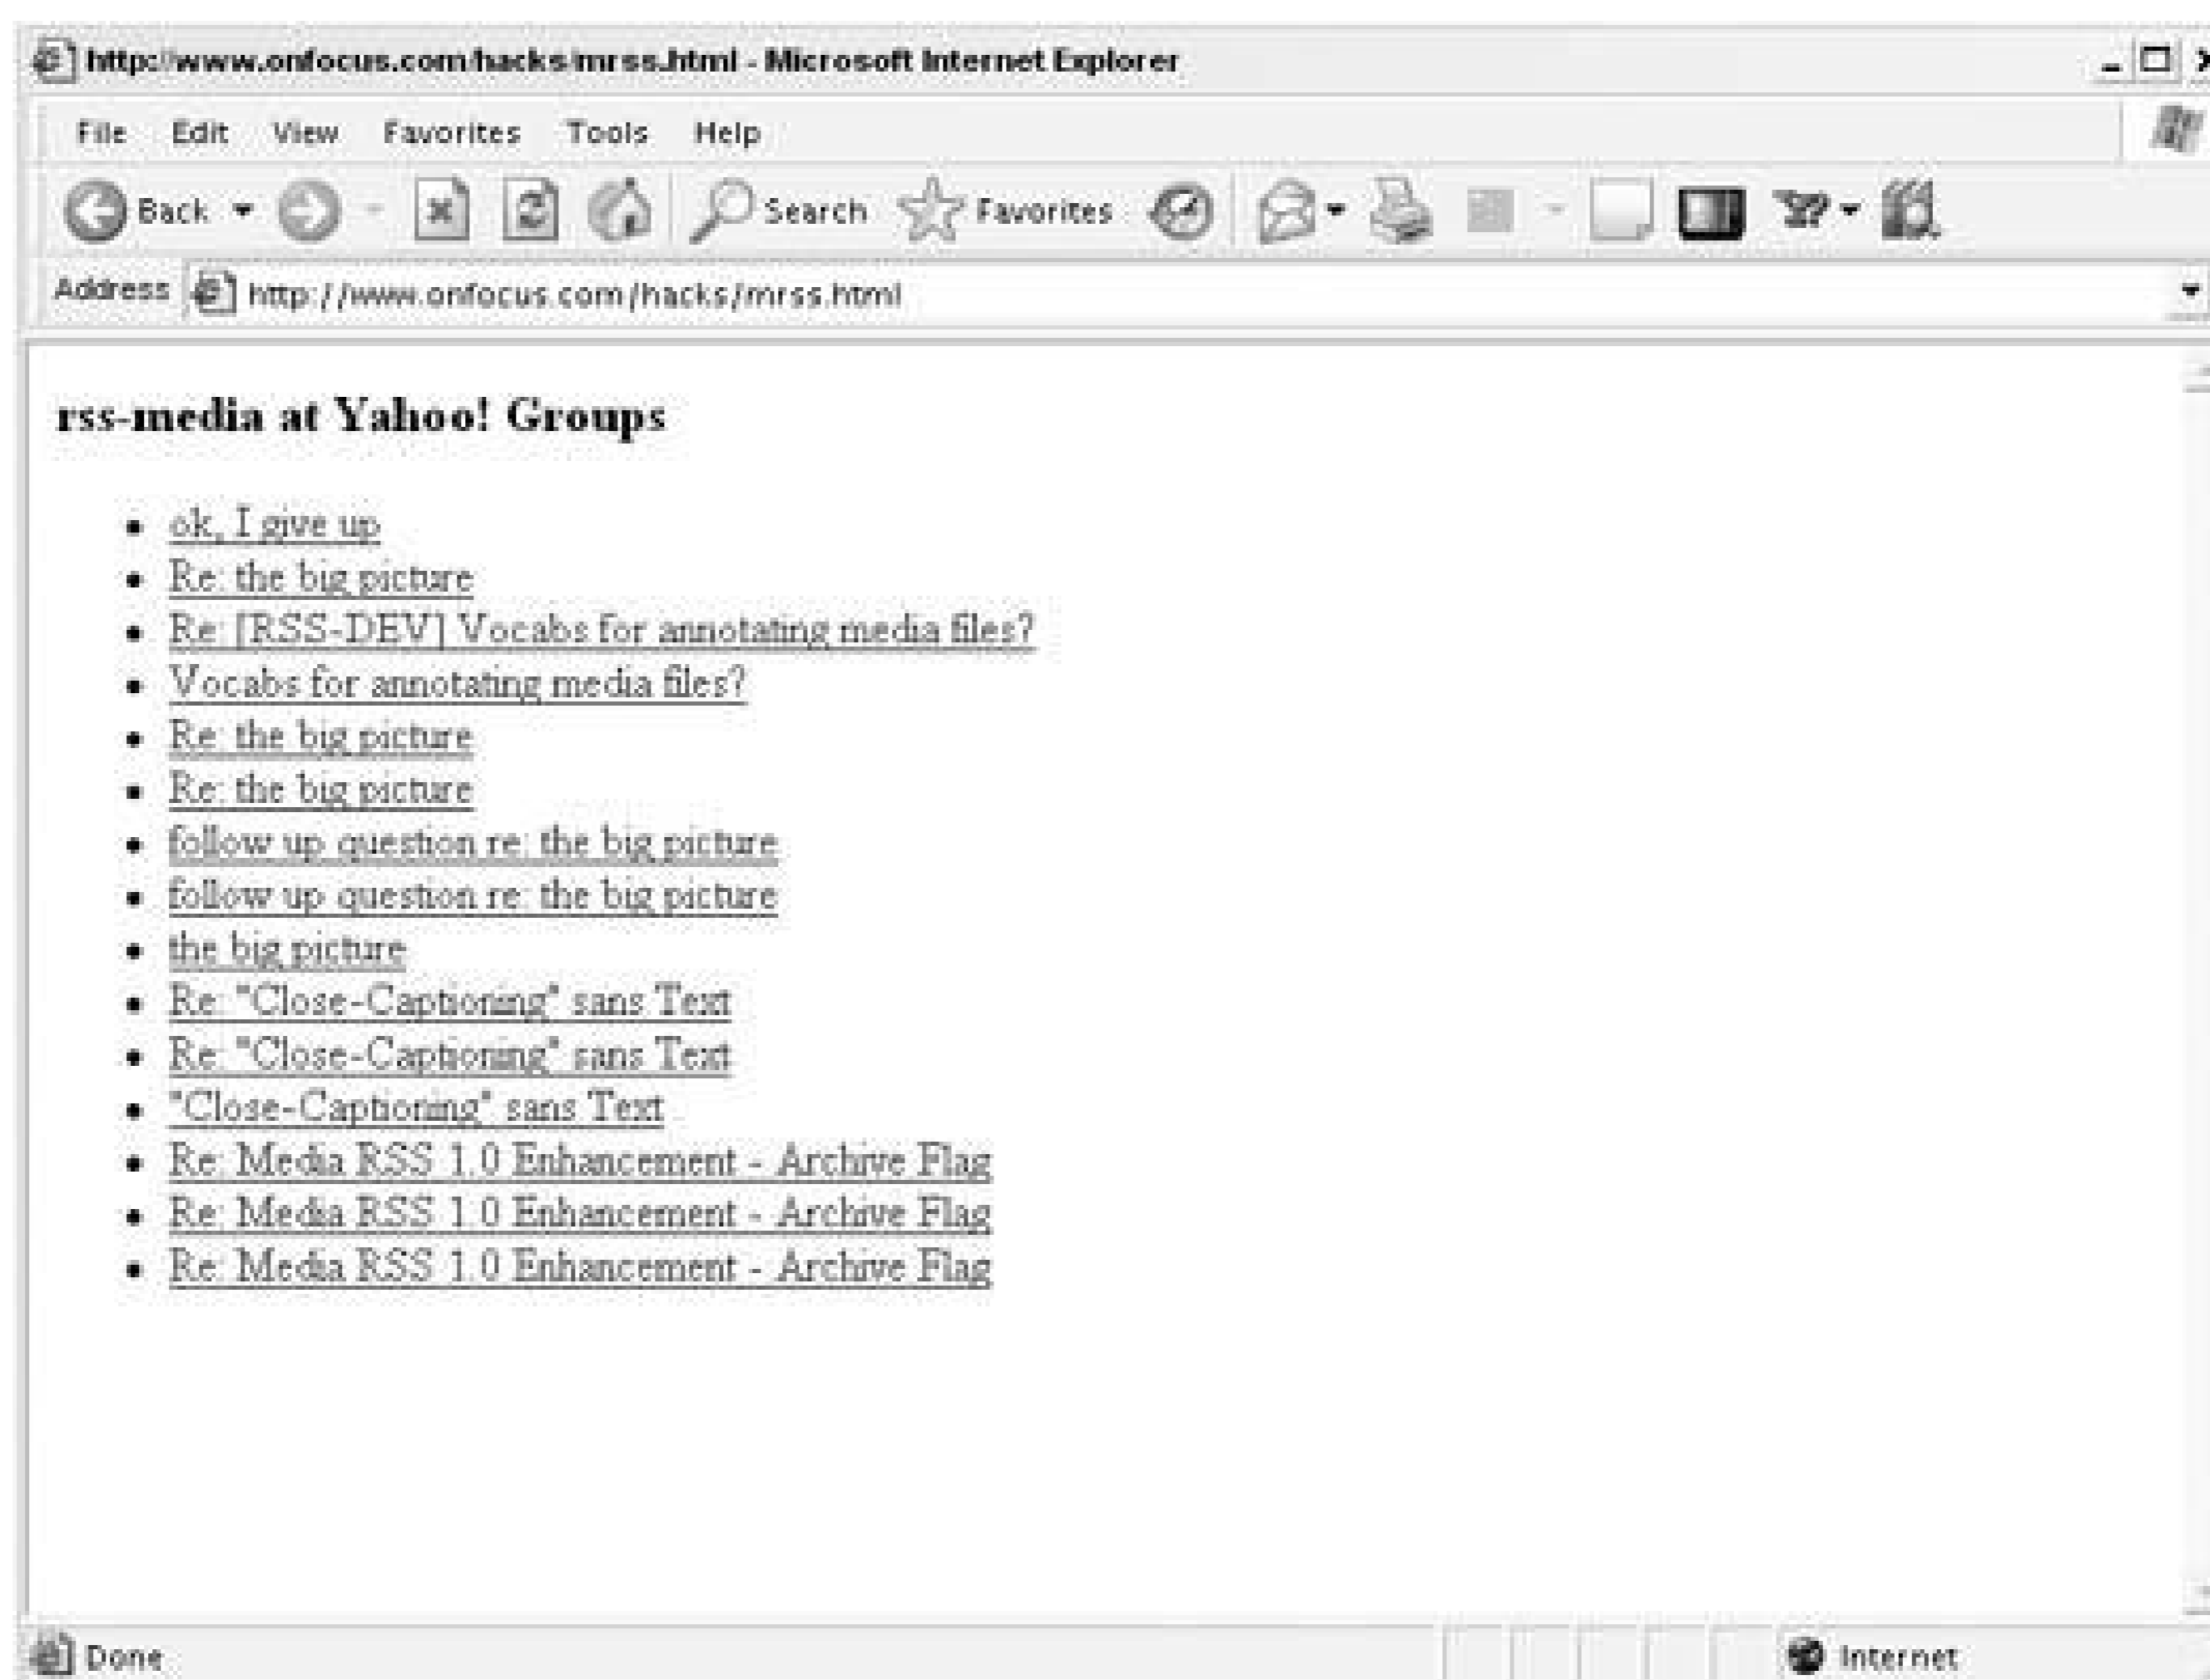 http://www.onfocus.com/hacks/mrss.html - Microsoft Internet Explorer
File Edit View Favorites Tools Help
Back Search Favorites
Address http://www.onfocus.com/hacks/mrss.html
rss-media at Yahoo! Groups
ok, I give up
Re: the big picture
Re: [RSS-DEV] Vocabs for annotating media files?
Vocabs for annotating media files?
Re: the big picture
Re: the big picture
follow up question re: the big picture
follow up question re: the big picture
the big picture
Re: "Close-Captioning" sans Text
Re: "Close-Captioning" sans Text
"Close-Captioning" sans Text
Re: Media RSS 1.0 Enhancement - Archive Flag
Re: Media RSS 1.0 Enhancement - Archive Flag
Re: Media RSS 1.0 Enhancement - Archive Flag
Done Internet